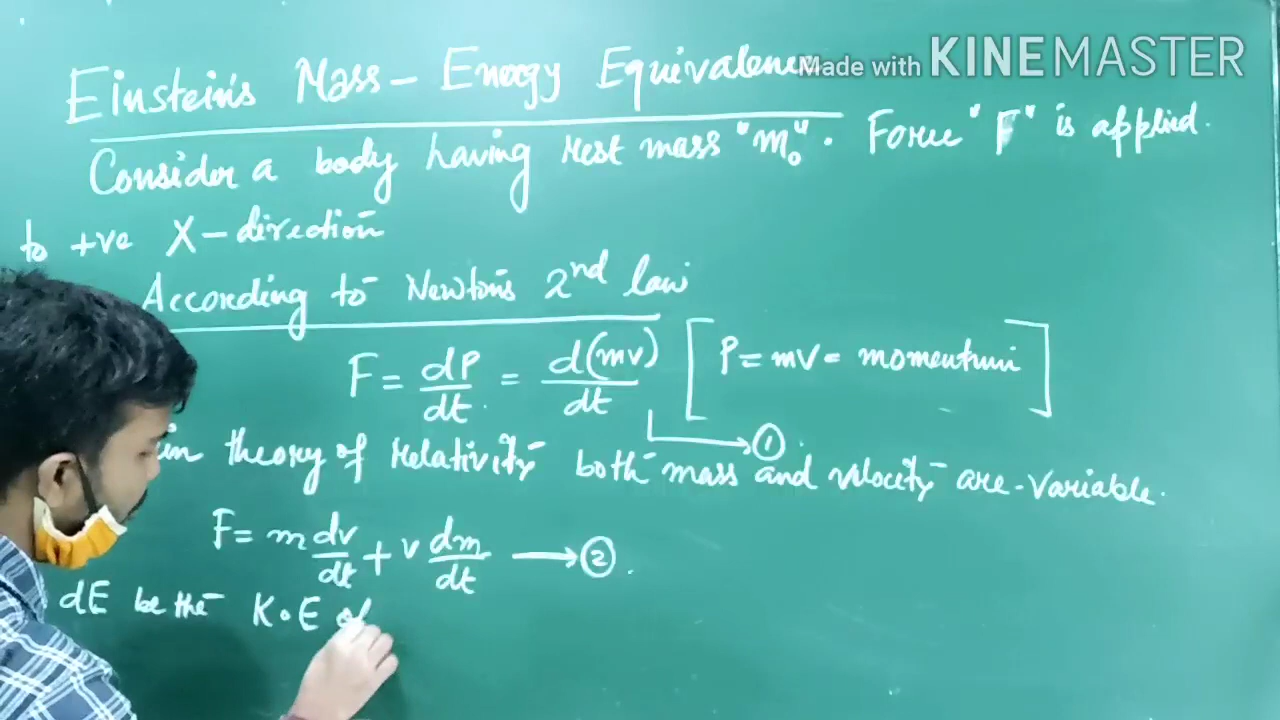 Made with KINEMASTER
Einstein's Mass - Energy Equivalence
Consider a body having rest mass "m₀". Force "F" is applied.
to +ve X-direction
According to Newton's 2nd law
F = dP/dt = d(mv)/dt [P = mv = momentum]
→ ①
in theory of relativity both mass and velocity are variable.
F = m dv/dt + v dm/dt → ②.
dE be the K.E of